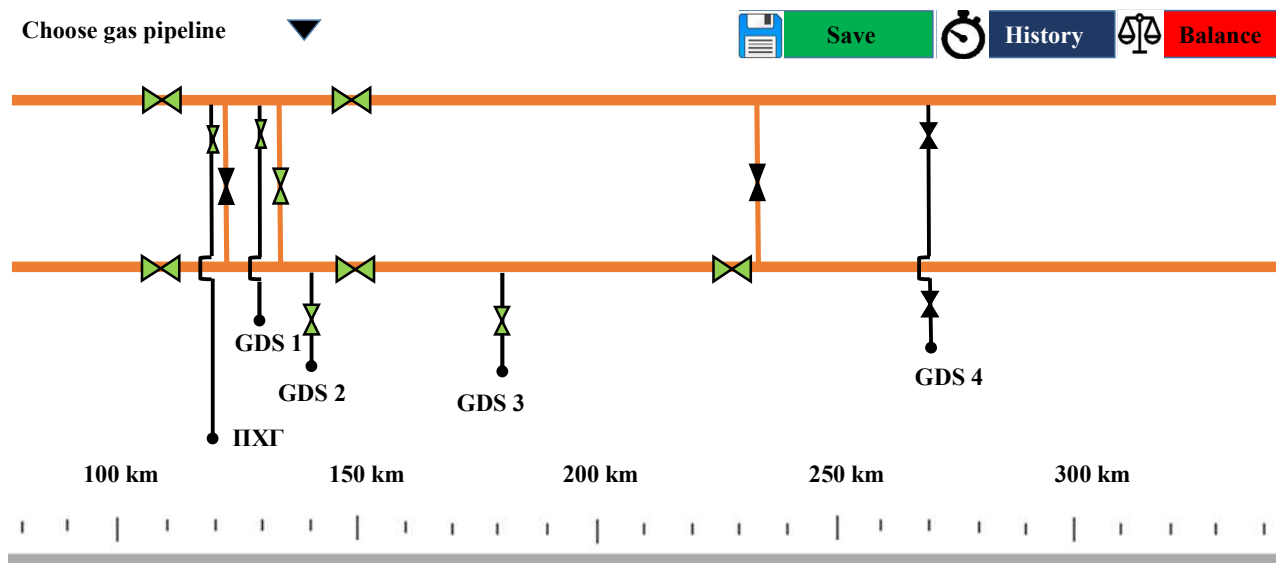 Choose gas pipeline
Save
History
Balance
GDS 1
GDS 2
GDS 3
GDS 4
ПХГ
100 km
150 km
200 km
250 km
300 km